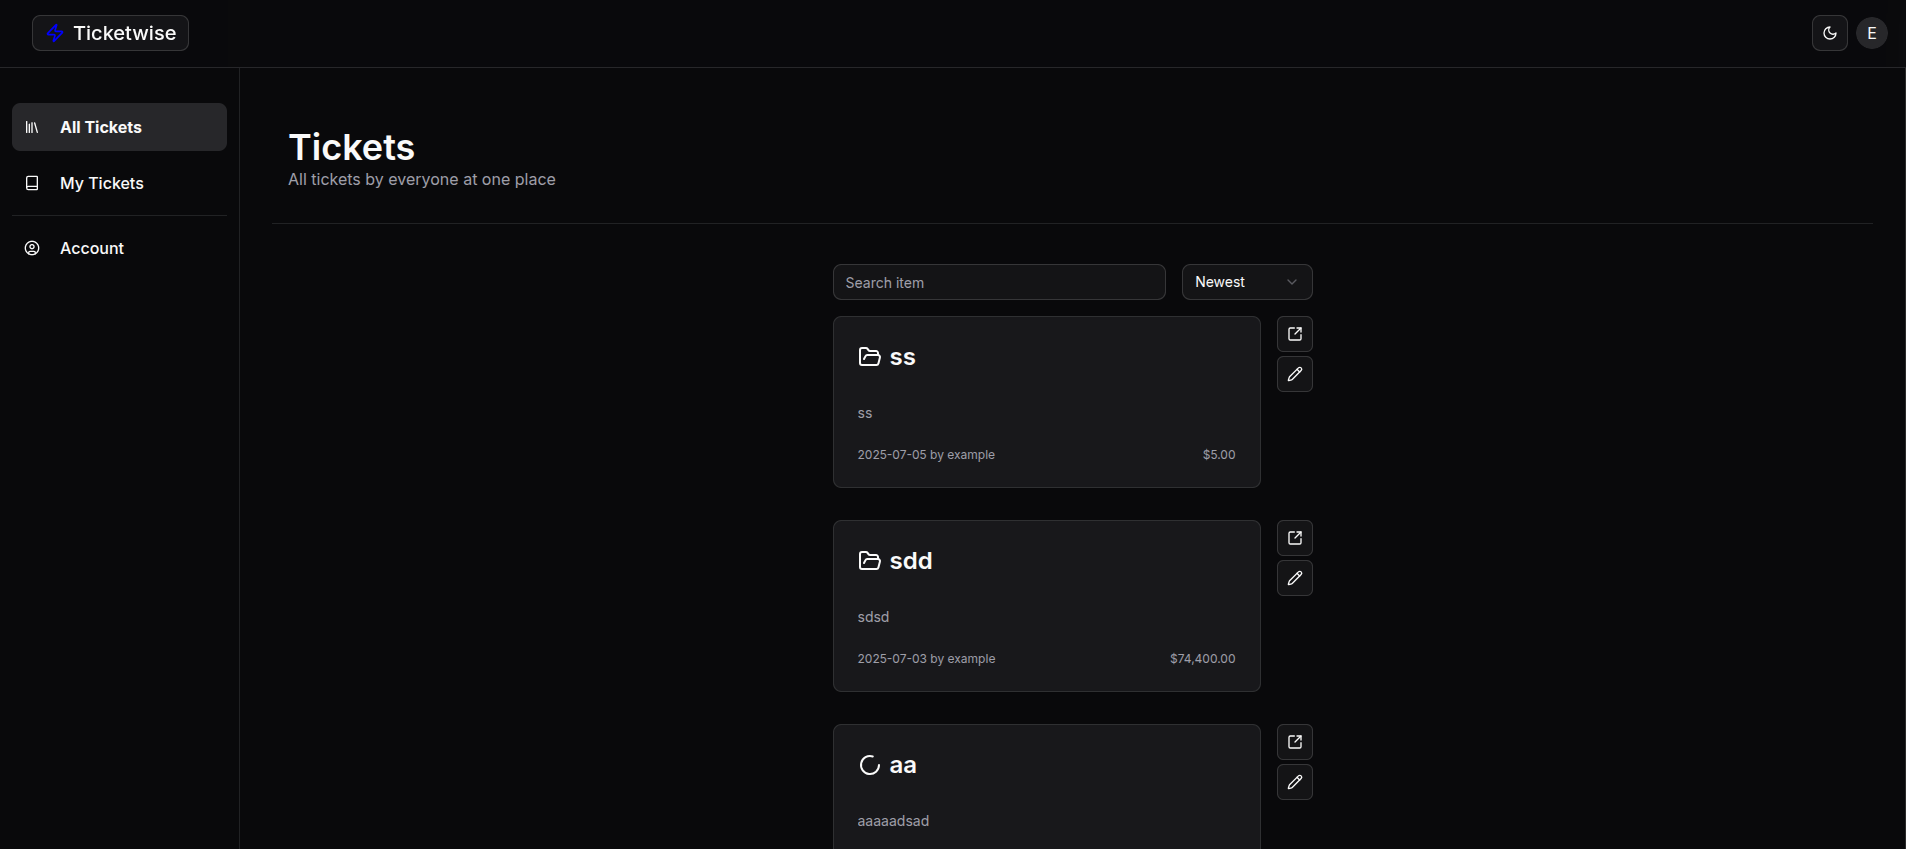 Ticketwise
E
All Tickets
My Tickets
Account
Tickets
All tickets by everyone at one place
Search item
Newest
ss
ss
2025-07-05 by example $5.00
sdd
sdsd
2025-07-03 by example $74,400.00
aa
aaaaadsad